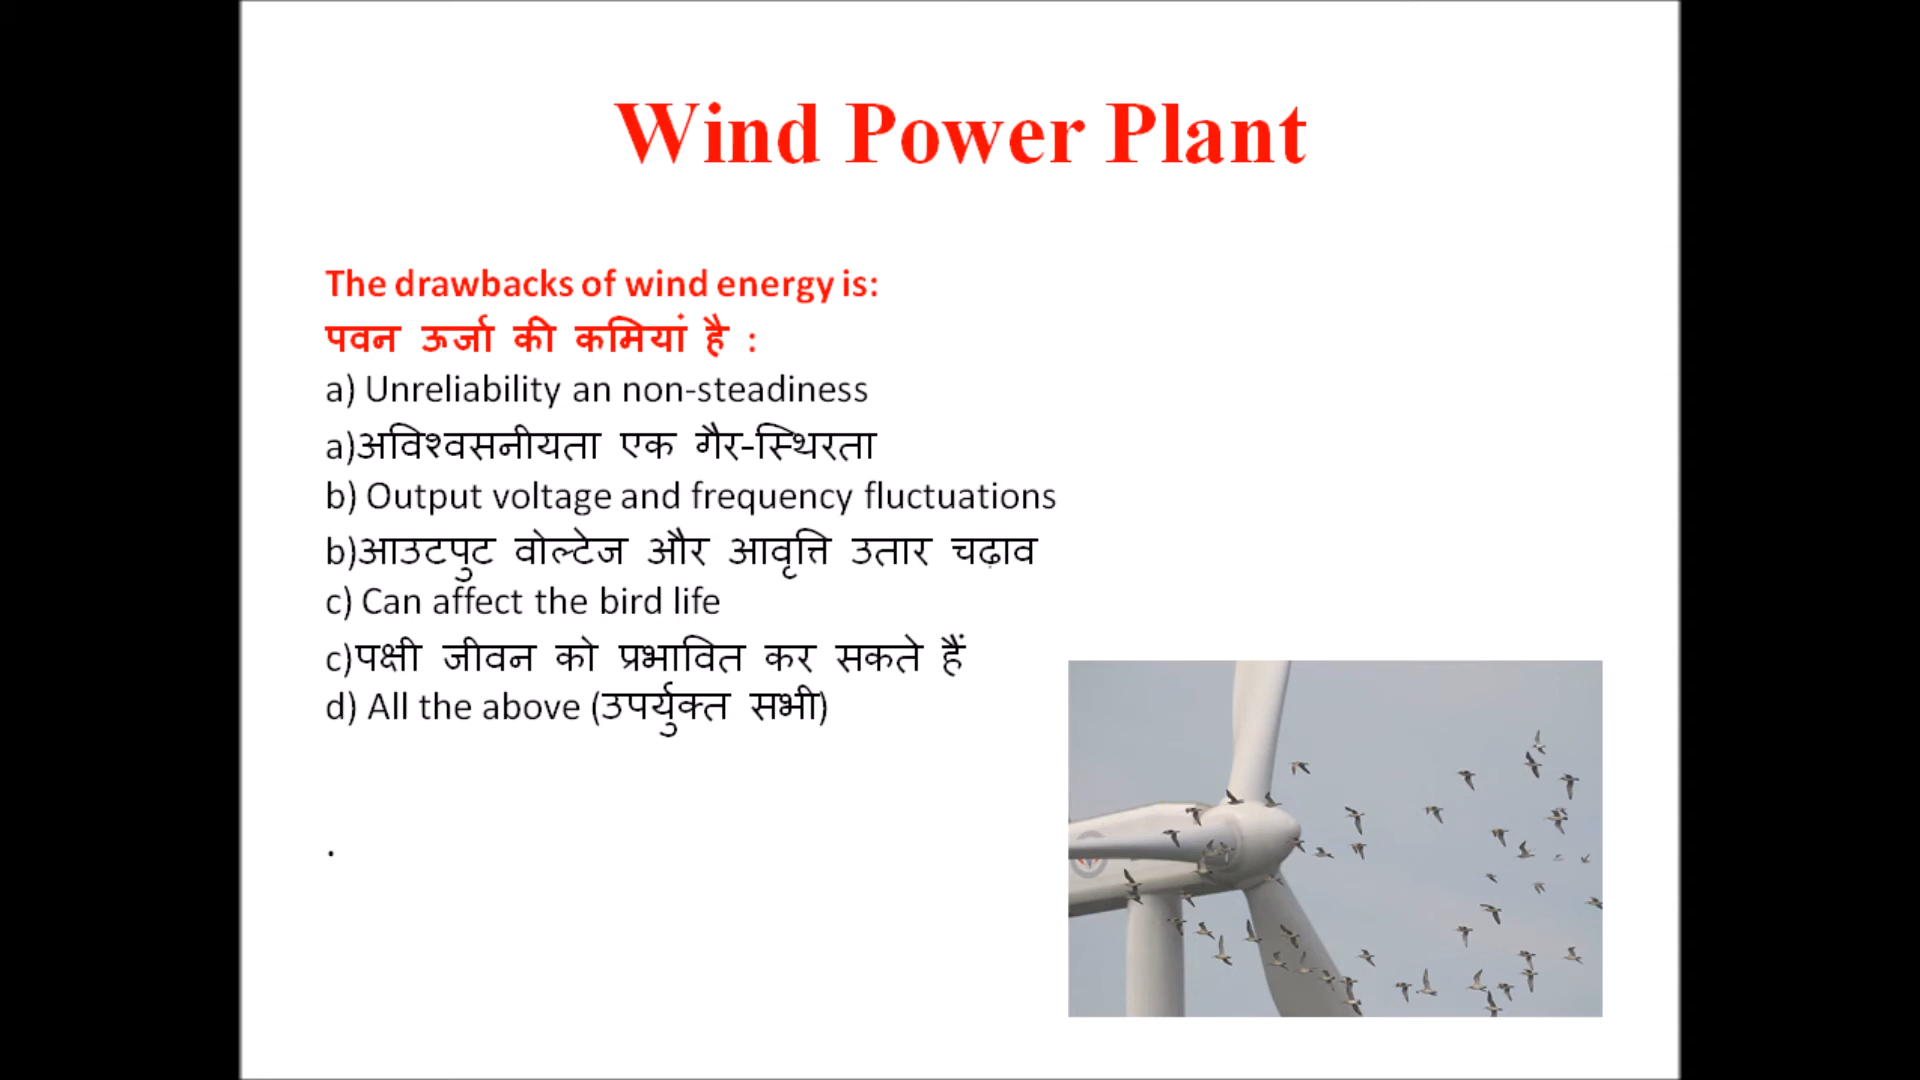 Wind Power Plant
The drawbacks of wind energy is:
पवन ऊर्जा की कमियां है :
a) Unreliability an non-steadiness
a)अविश्वसनीयता एक गैर-स्थिरता
b) Output voltage and frequency fluctuations
b)आउटपुट वोल्टेज और आवृत्ति उतार चढ़ाव
c) Can affect the bird life
c)पक्षी जीवन को प्रभावित कर सकते हैं
d) All the above (उपर्युक्त सभी)
.